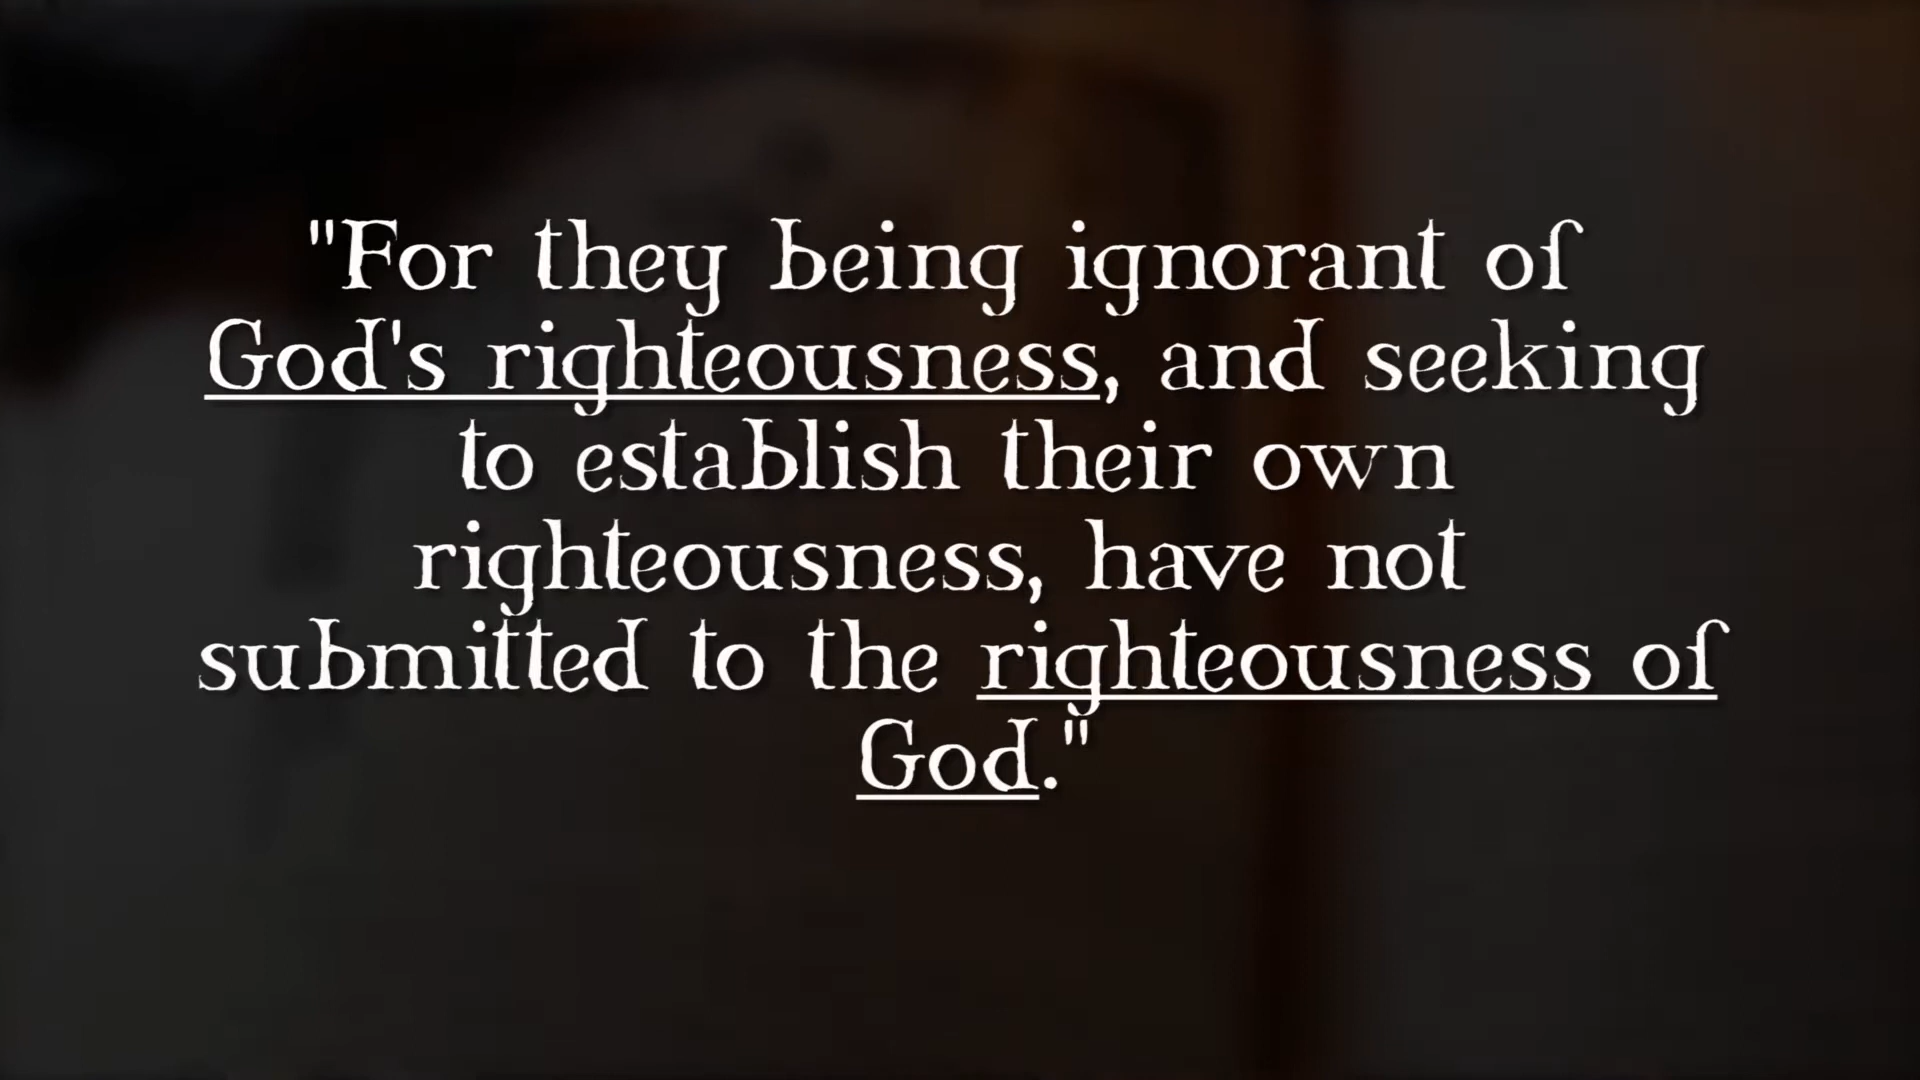 "For they being ignorant of
God's righteousness, and seeking
to establish their own
righteousness, have not
submitted to the righteousness of
God."